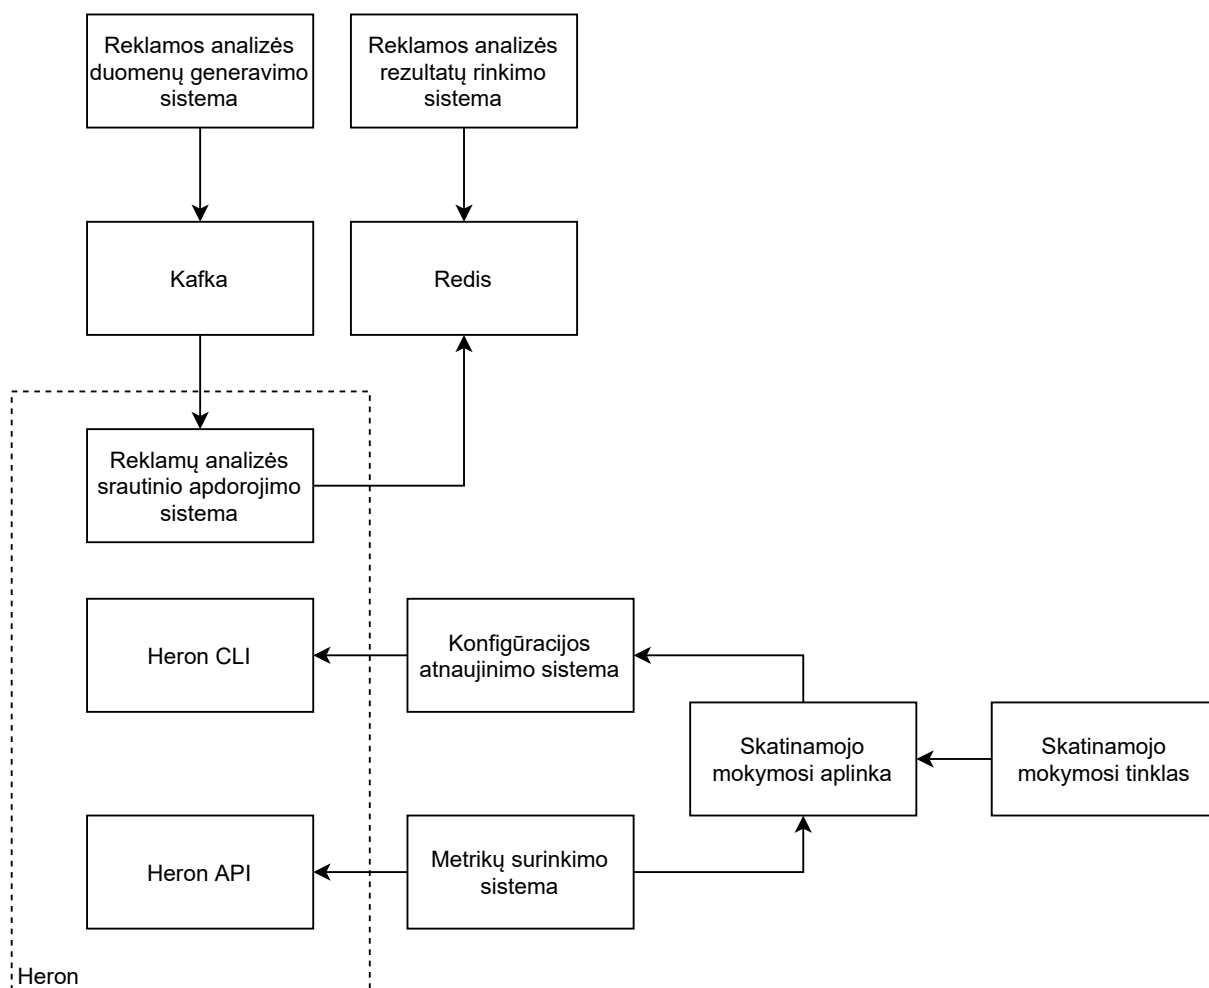 Reklamos analizės
duomenų generavimo
sistema
Reklamos analizės
rezultatų rinkimo
sistema
Kafka
Redis
Reklamų analizės
srautinio apdorojimo
sistema
Heron CLI
Konfigūracijos
atnaujinimo sistema
Skatinamojo
mokymosi aplinka
Skatinamojo
mokymosi tinklas
Heron API
Metrikų surinkimo
sistema
Heron